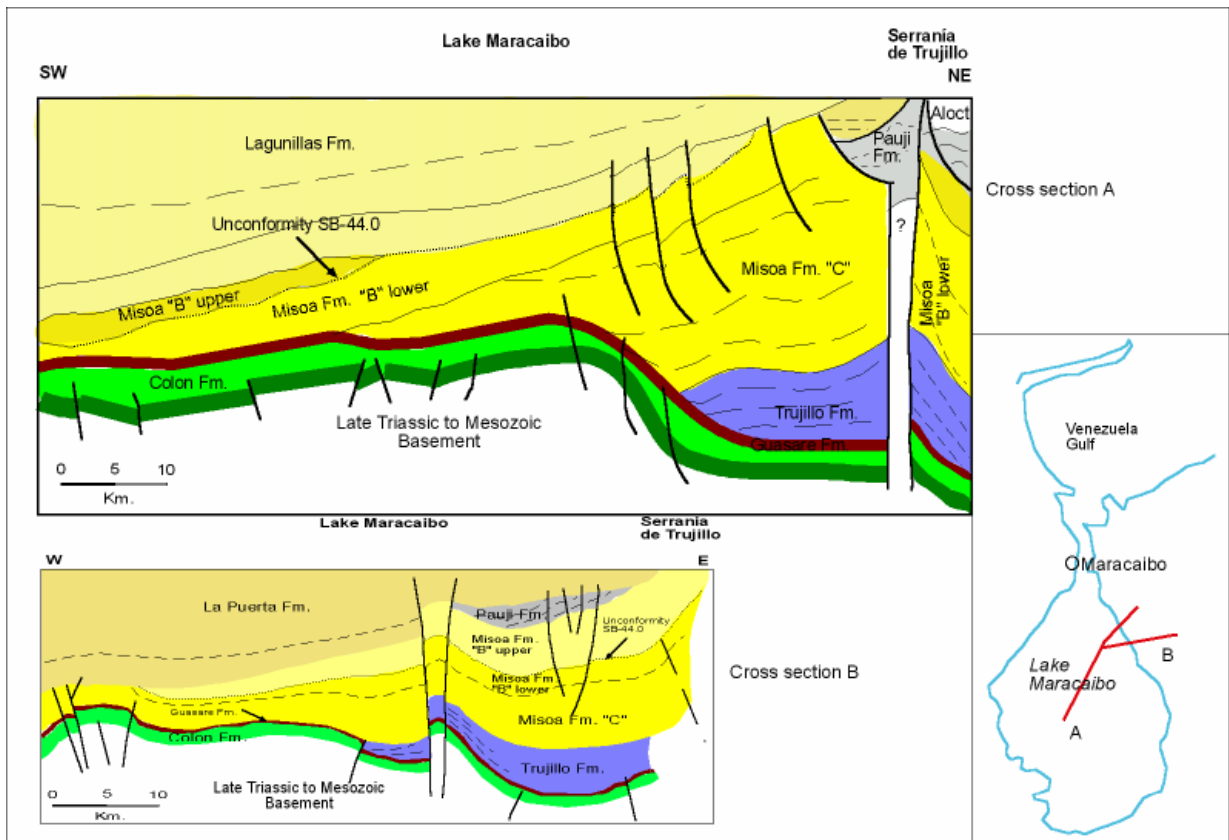 Lake Maracaibo
Serranía
de Trujillo
SW
NE
Lagunillas Fm.
Aloct
Pauji
Fm.
Cross section A
Unconformity SB-44.0
?
Misoa Fm. "C"
Misoa "B" upper
Misoa Fm. "B" lower
Misoa
"B" lower
Colon Fm.
Trujillo Fm.
Late Triassic to Mesozoic
Basement
Guasare Fm.
0 5 10
Km.
Lake Maracaibo
Serranía
de Trujillo
W
E
La Puerta Fm.
Pauji Fm.
Unconformity
SB-44.0
Misoa Fm.
"B" upper
Misoa Fm
"B" lower
Cross section B
Guasare Fm.
Misoa Fm. "C"
Colon Fm.
Trujillo Fm.
Late Triassic to Mesozoic
Basement
0 5 10
Km.
Venezuela
Gulf
Maracaibo
Lake
Maracaibo
B
A